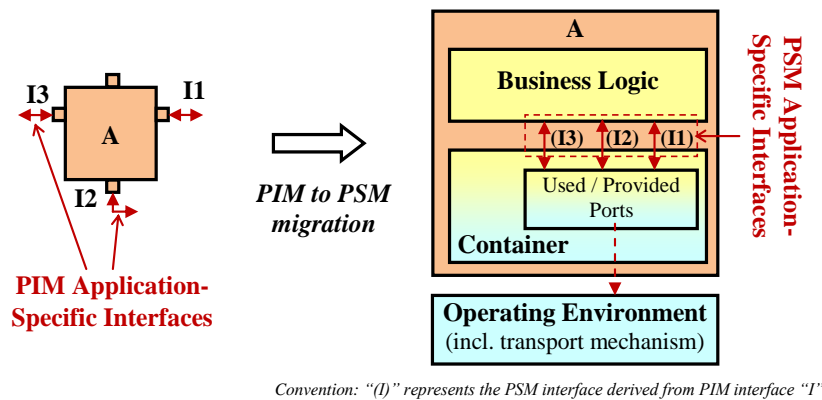 I3
I1
A
I2
PIM Application-
Specific Interfaces
PIM to PSM
migration
A
Business Logic
(I3)
(I2)
(I1)
Used / Provided
Ports
Container
Operating Environment
(incl. transport mechanism)
PSM Application-
Specific Interfaces
Convention: “(I)” represents the PSM interface derived from PIM interface “I”